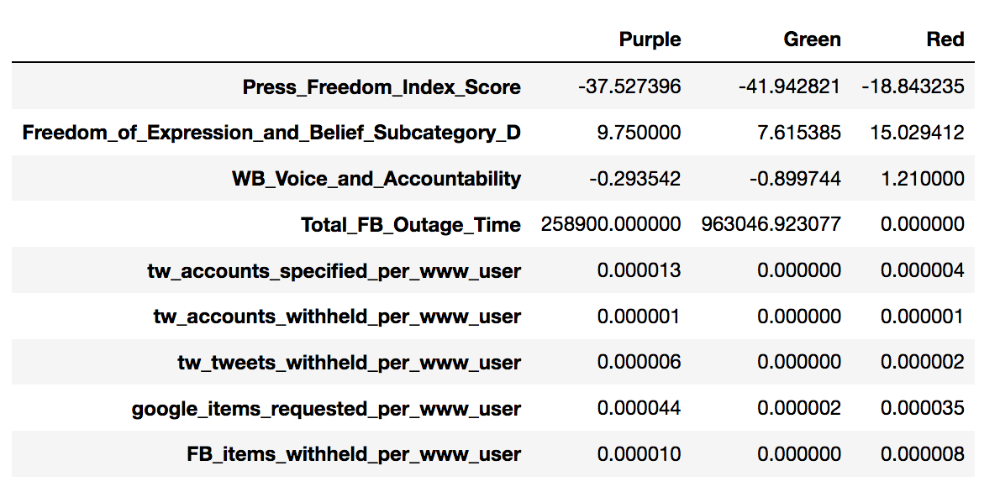 Purple Green Red
Press_Freedom_Index_Score -37.527396 -41.942821 -18.843235
Freedom_of_Expression_and_Belief_Subcategory_D 9.750000 7.615385 15.029412
WB_Voice_and_Accountability -0.293542 -0.899744 1.210000
Total_FB_Outage_Time 258900.000000 963046.923077 0.000000
tw_accounts_specified_per_www_user 0.000013 0.000000 0.000004
tw_accounts_withheld_per_www_user 0.000001 0.000000 0.000001
tw_tweets_withheld_per_www_user 0.000006 0.000000 0.000002
google_items_requested_per_www_user 0.000044 0.000002 0.000035
FB_items_withheld_per_www_user 0.000010 0.000000 0.000008